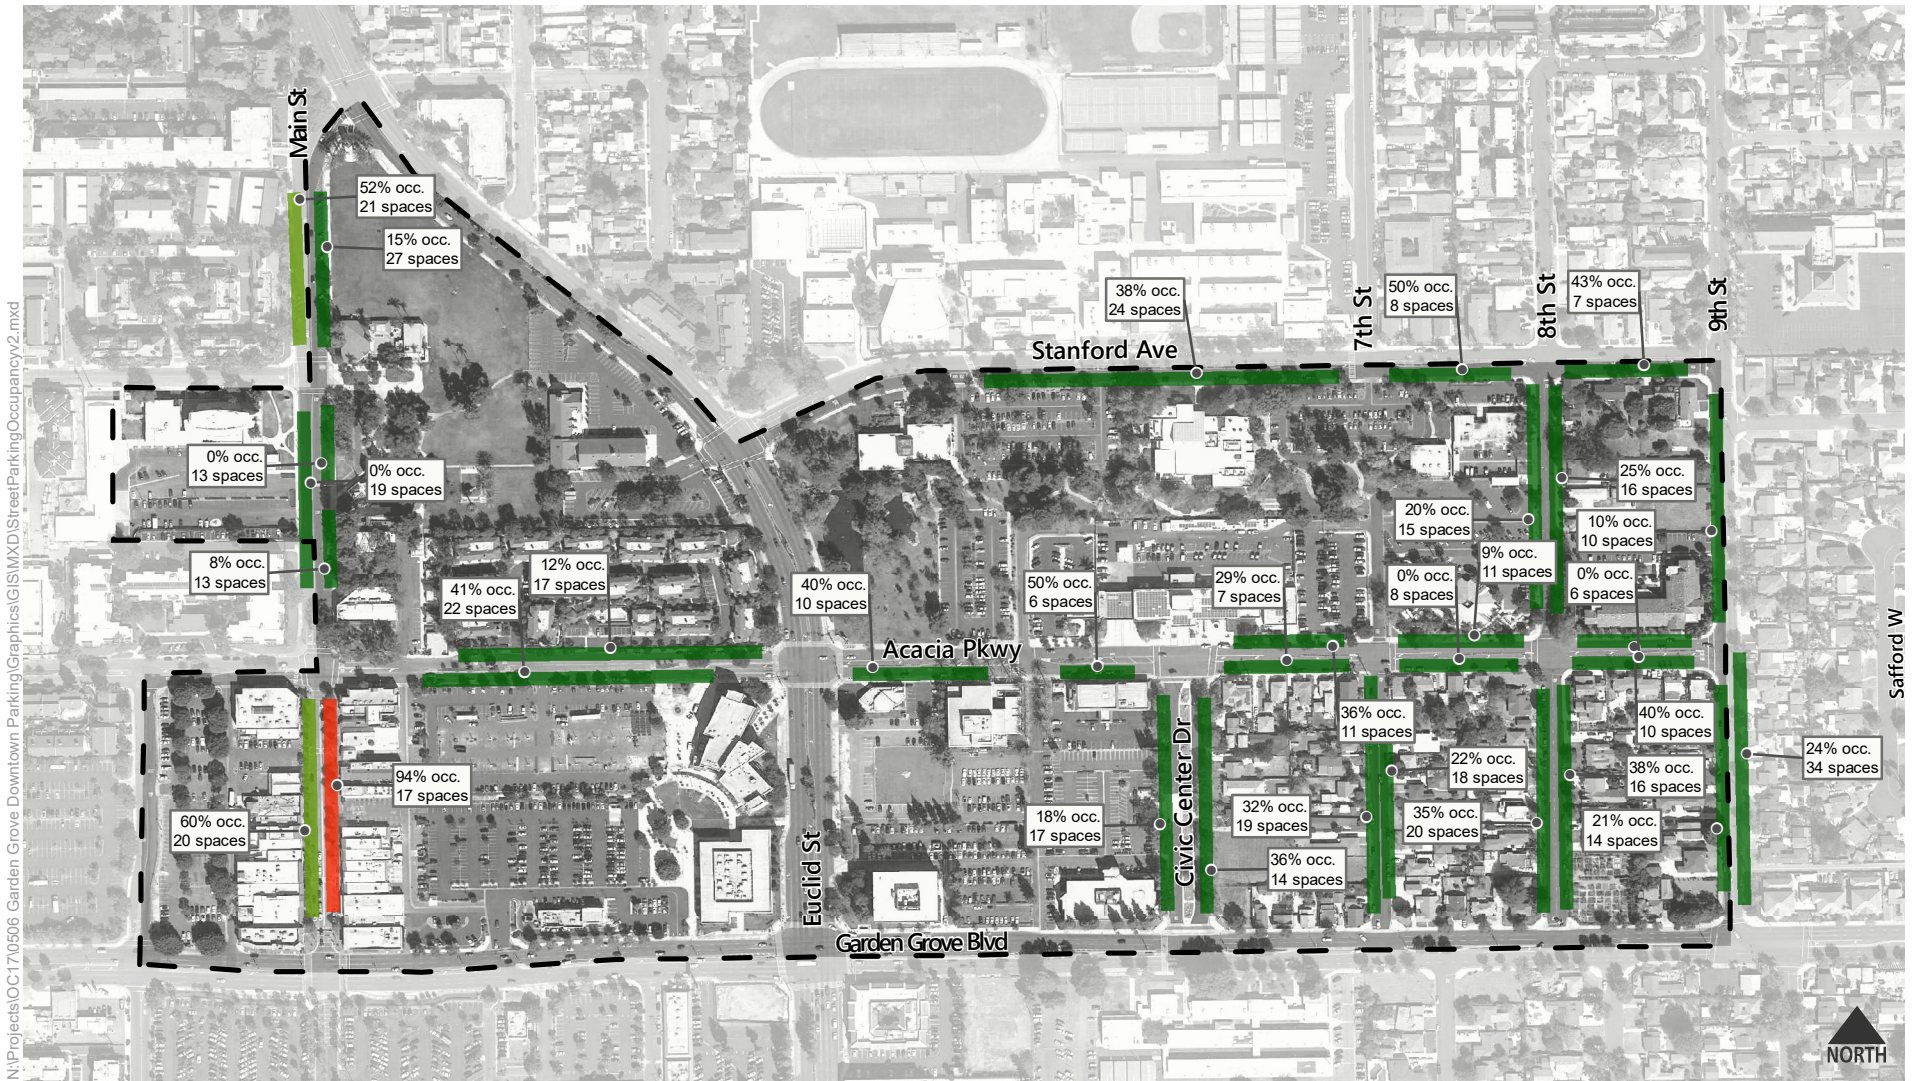 Main St
52% occ.
21 spaces
15% occ.
27 spaces
38% occ.
24 spaces
7th St
50% occ.
8 spaces
8th St
43% occ.
7 spaces
9th St
Stanford Ave
0% occ.
13 spaces
0% occ.
19 spaces
25% occ.
16 spaces
20% occ.
15 spaces
10% occ.
10 spaces
8% occ.
13 spaces
12% occ.
17 spaces
41% occ.
22 spaces
40% occ.
10 spaces
50% occ.
6 spaces
29% occ.
7 spaces
9% occ.
11 spaces
0% occ.
8 spaces
0% occ.
6 spaces
Acacia Pkwy
Safford W
36% occ.
11 spaces
40% occ.
10 spaces
24% occ.
34 spaces
94% occ.
17 spaces
22% occ.
18 spaces
38% occ.
16 spaces
60% occ.
20 spaces
18% occ.
17 spaces
Civic Center Dr
32% occ.
19 spaces
35% occ.
20 spaces
21% occ.
14 spaces
36% occ.
14 spaces
Euclid St
Garden Grove Blvd
NORTH
N:\Projects\OC17\0506 Garden Grove Downtown Parking\Graphics\GIS\MXD\StreetParkingOccupancyv2.mxd